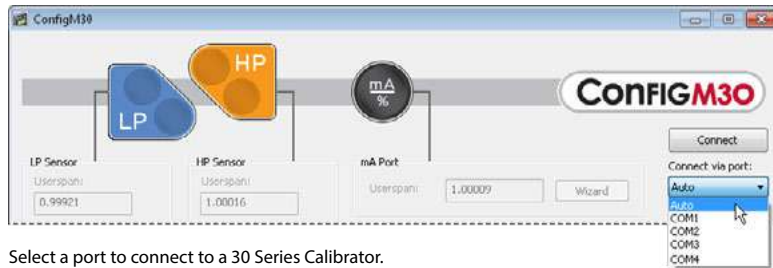 ConfigM30
HP
LP
mA
%
CONFIGM30
Connect
Connect via port:
LP Sensor
HP Sensor
mA Port
Userspan:
Userspan:
Userspan:
1.00009
Wizard
Auto
0.99921
1.00016
Auto
COM1
COM2
COM3
COM4
Select a port to connect to a 30 Series Calibrator.